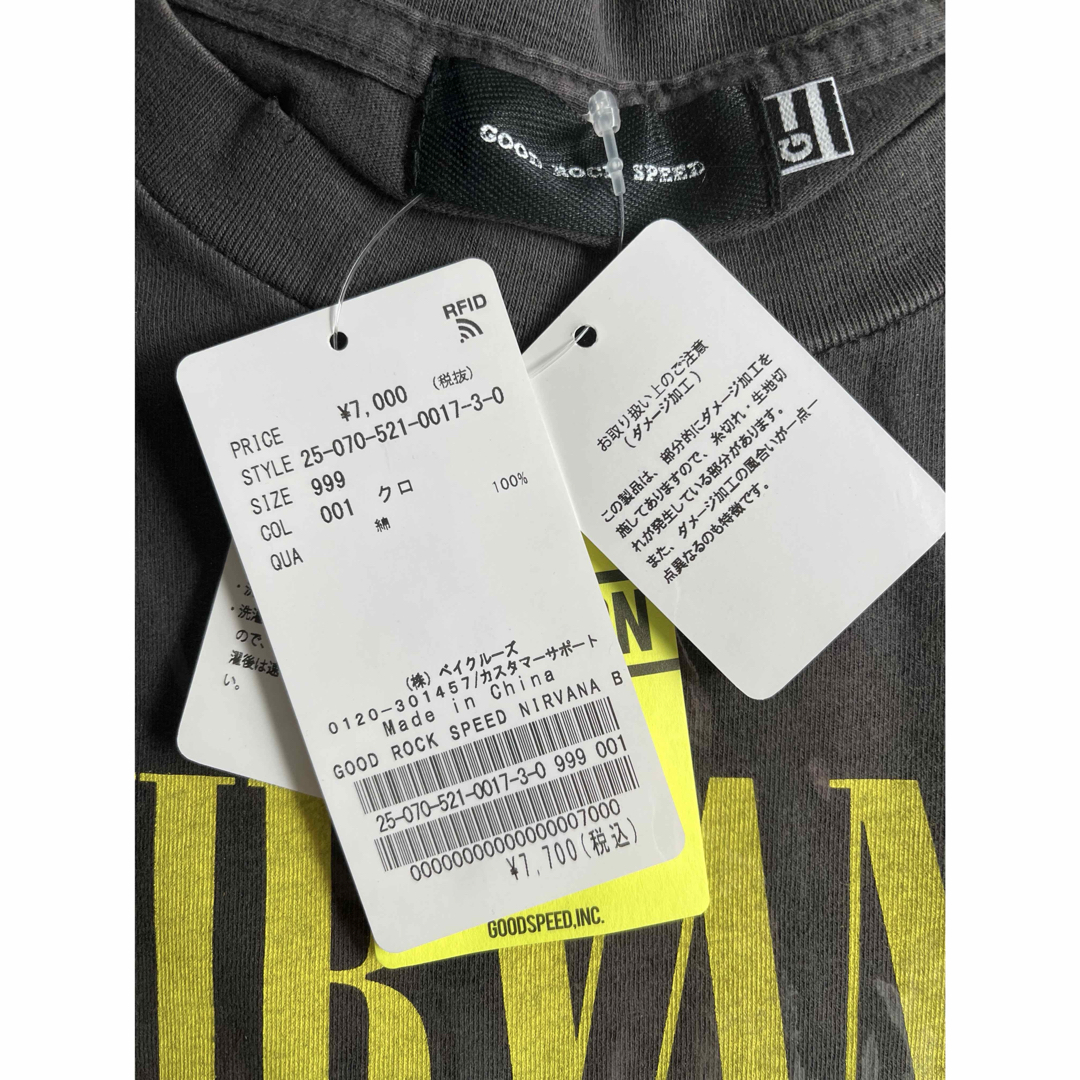 GOOD ROCK SPEED
G
RFID
¥7,000 (税抜)
PRICE
STYLE 25-070-521-0017-3-0
SIZE 999
COL 001 クロ
QUA 綿 100%
(株) ベイクルーズ
0120-301457/カスタマーサポート
Made in China
GOOD ROCK SPEED NIRVANA B
25-070-521-0017-3-0 999 001
00000000000000007000
¥7,700(税込)
お取り扱い上のご注意
(ダメージ加工)
この製品は、部分的にダメージ加工を
施してありますので、糸切れ・生地切
れが発生している部分があります。
また、ダメージ加工の風合いが一点一
点異なるのも特徴です。
ので、
い。
GOODSPEED,INC.